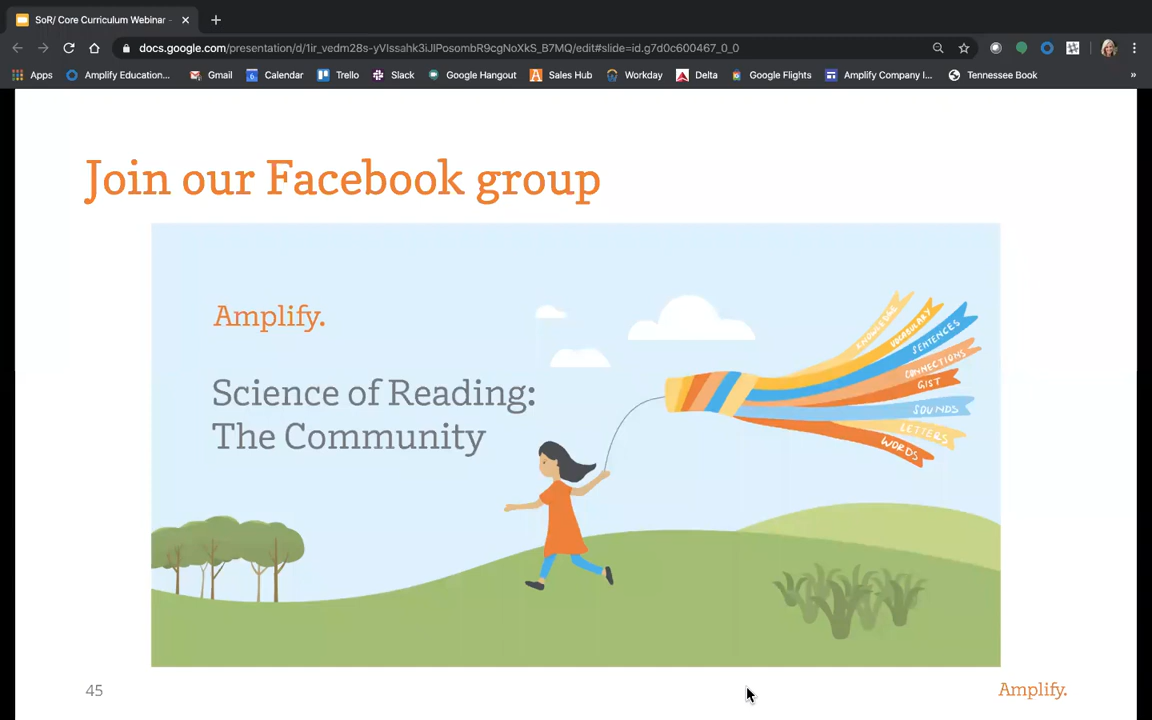 SoR/ Core Curriculum Webinar -
docs.google.com/presentation/d/1ir_vedm28s-yVIssahk3iJIPosombR9cgNoXkS_B7MQ/edit#slide=id.g7d0c600467_0_0
Apps Amplify Education... Gmail Calendar Trello Slack Google Hangout Sales Hub Workday Delta Google Flights Amplify Company I... Tennessee Book »
Join our Facebook group
Amplify.
Science of Reading:
The Community
KNOWLEDGE
VOCABULARY
SENTENCES
CONNECTIONS
GIST
SOUNDS
LETTERS
WORDS
45
Amplify.